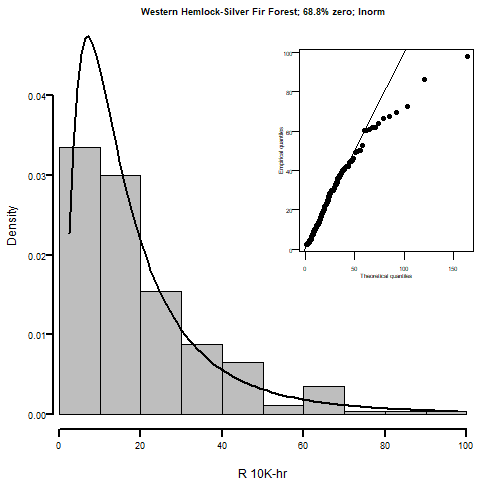 Western Hemlock-Silver Fir Forest; 68.8% zero; lnorm
Density
0.04
0.03
0.02
0.01
0.00
0 20 40 60 80 100
R 10K-hr
Empirical quantiles
100
80
60
40
20
0
0 50 100 150
Theoretical quantiles